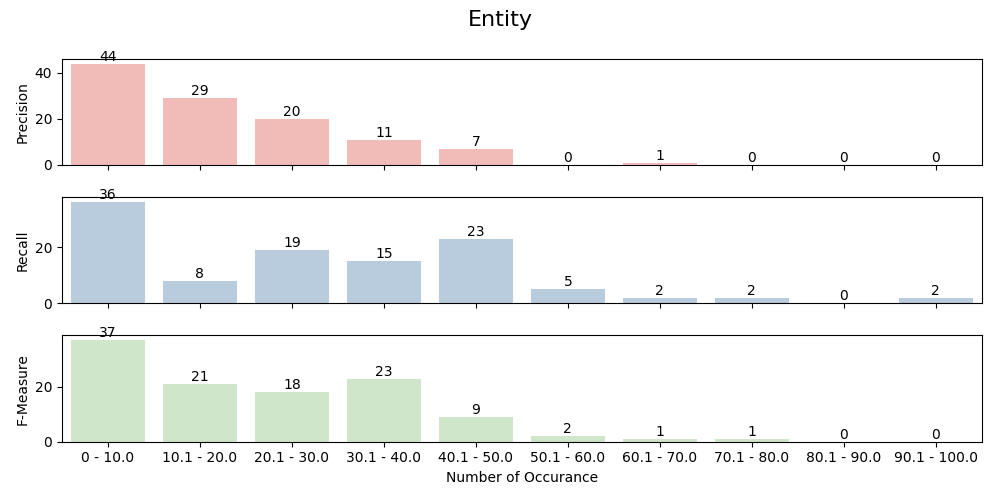 Entity
44 29 20 11 7 0 1 0 0 0
40
20
0
Precision
36 8 19 15 23 5 2 2 0 2
20
0
Recall
37 21 18 23 9 2 1 1 0 0
20
0
F-Measure
0 - 10.0 10.1 - 20.0 20.1 - 30.0 30.1 - 40.0 40.1 - 50.0 50.1 - 60.0 60.1 - 70.0 70.1 - 80.0 80.1 - 90.0 90.1 - 100.0
Number of Occurance